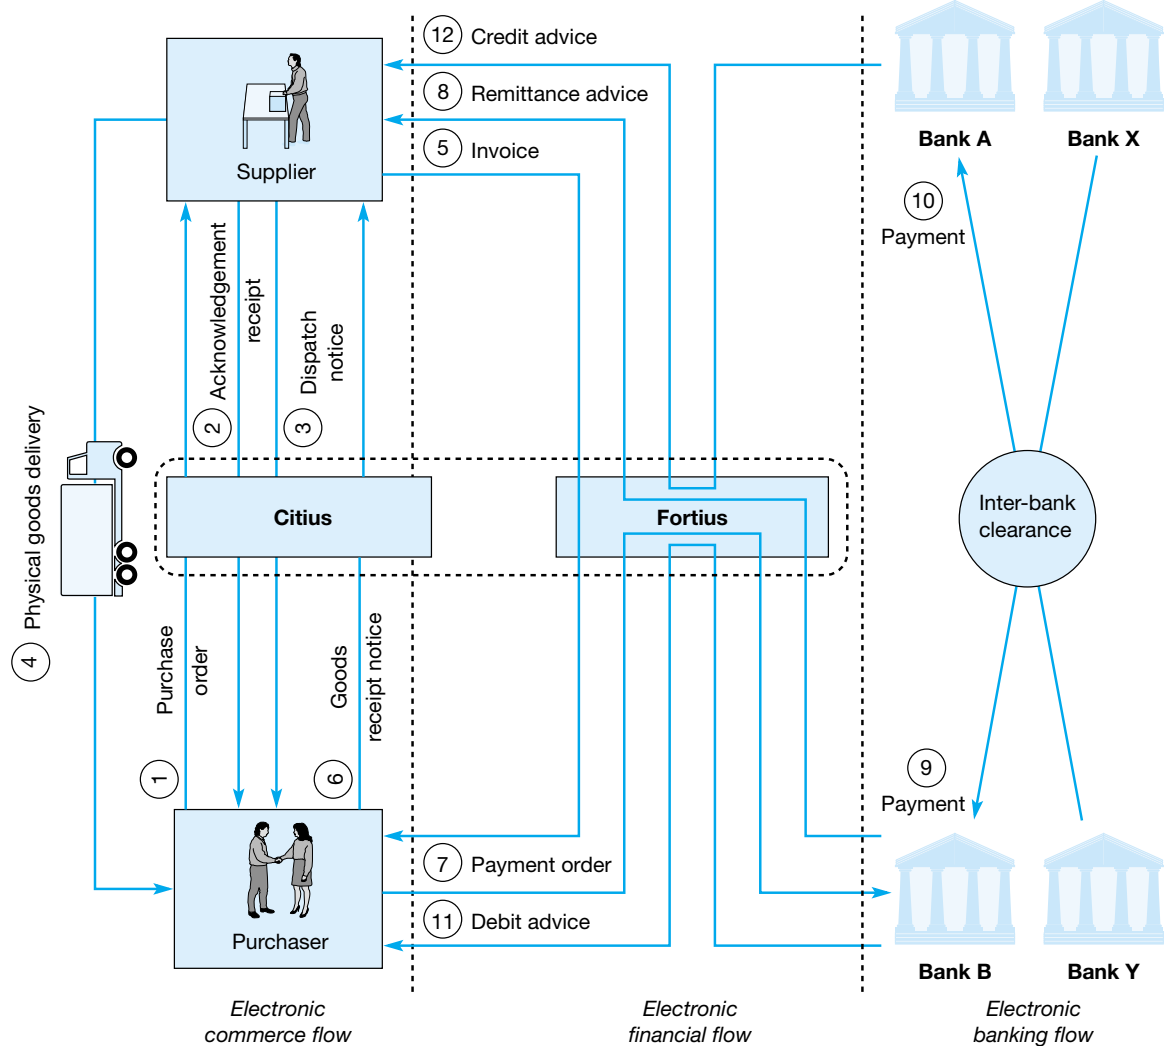 12 Credit advice
8 Remittance advice
5 Invoice
Supplier
Bank A
Bank X
10
Payment
2 Acknowledgement
receipt
3 Dispatch
notice
4 Physical goods delivery
Citius
Fortius
Inter-bank
clearance
1 Purchase
order
6 Goods
receipt notice
9
Payment
7 Payment order
11 Debit advice
Purchaser
Bank B
Bank Y
Electronic
commerce flow
Electronic
financial flow
Electronic
banking flow